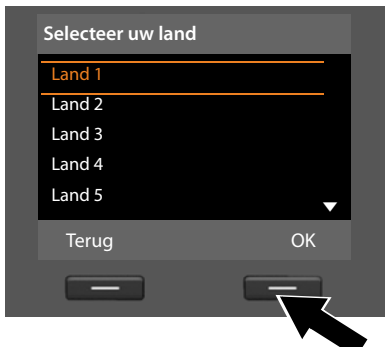 Selecteer uw land
Land 1
Land 2
Land 3
Land 4
Land 5
Terug OK